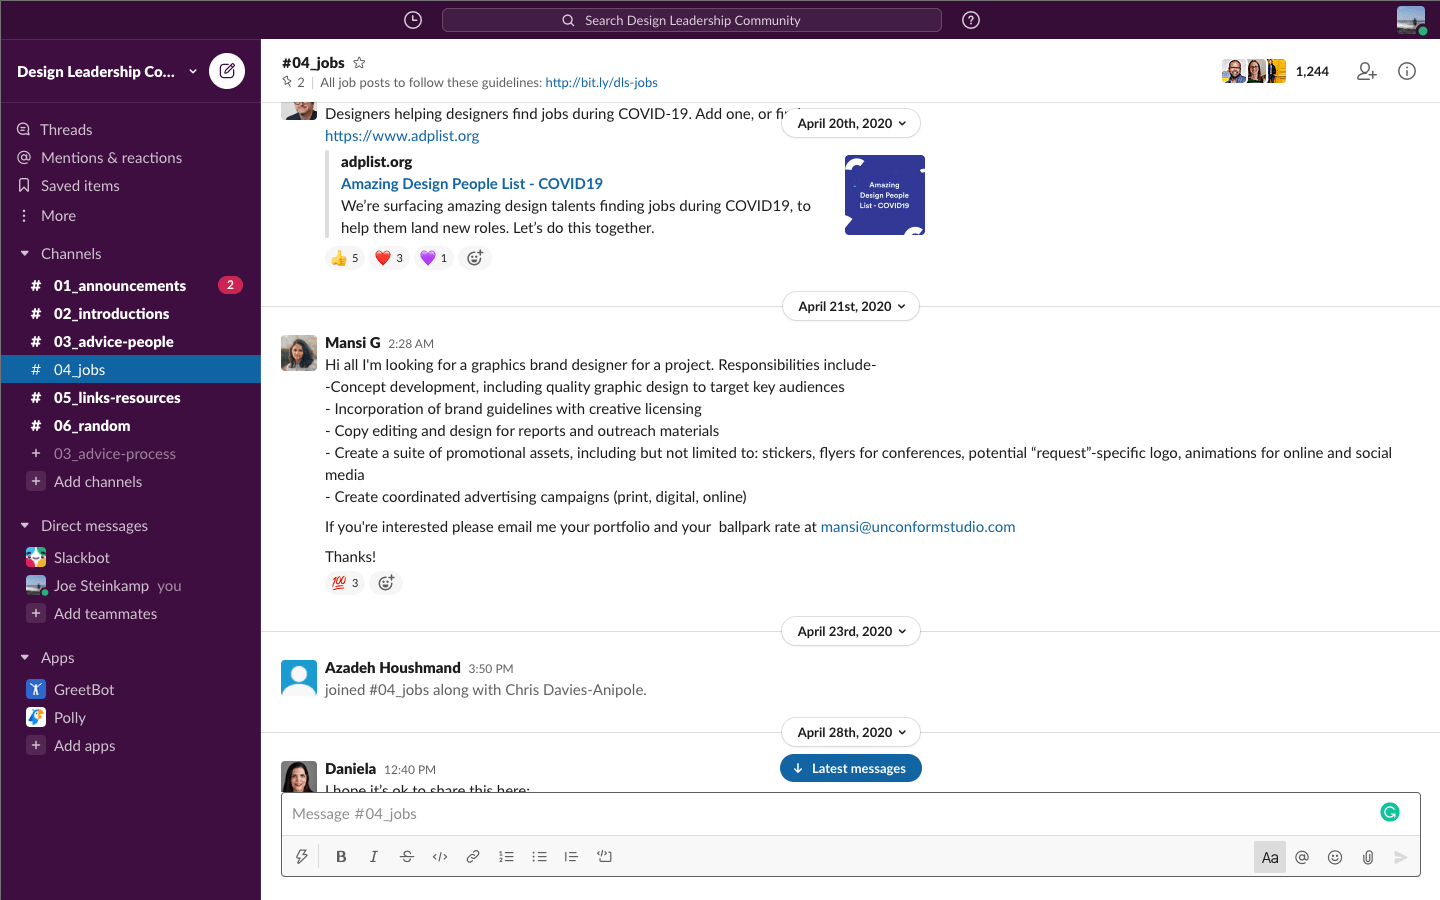 Search Design Leadership Community
Design Leadership Co...
Threads
Mentions & reactions
Saved items
More
Channels
# 01_announcements 2
# 02_introductions
# 03_advice-people
# 04_jobs
# 05_links-resources
# 06_random
+ 03_advice-process
+ Add channels
Direct messages
Slackbot
Joe Steinkamp you
+ Add teammates
Apps
GreetBot
Polly
+ Add apps
#04_jobs
2 | All job posts to follow these guidelines: http://bit.ly/dls-jobs
1,244
April 20th, 2020
Designers helping designers find jobs during COVID-19. Add one, or
https://www.adplist.org
adplist.org
Amazing Design People List - COVID19
We’re surfacing amazing design talents finding jobs during COVID19, to
help them land new roles. Let’s do this together.
Amazing
Design People
List - COVID19
👍 5 ❤️ 3 💜 1
April 21st, 2020
Mansi G 2:28 AM
Hi all I'm looking for a graphics brand designer for a project. Responsibilities include-
-Concept development, including quality graphic design to target key audiences
- Incorporation of brand guidelines with creative licensing
- Copy editing and design for reports and outreach materials
- Create a suite of promotional assets, including but not limited to: stickers, flyers for conferences, potential “request”-specific logo, animations for online and social
media
- Create coordinated advertising campaigns (print, digital, online)
If you're interested please email me your portfolio and your  ballpark rate at mansi@unconformstudio.com
Thanks!
💯 3
April 23rd, 2020
Azadeh Houshmand 3:50 PM
joined #04_jobs along with Chris Davies-Anipole.
April 28th, 2020
Daniela 12:40 PM
Latest messages
I hope it’s ok to share this here:
Message #04_jobs
B I S
Aa